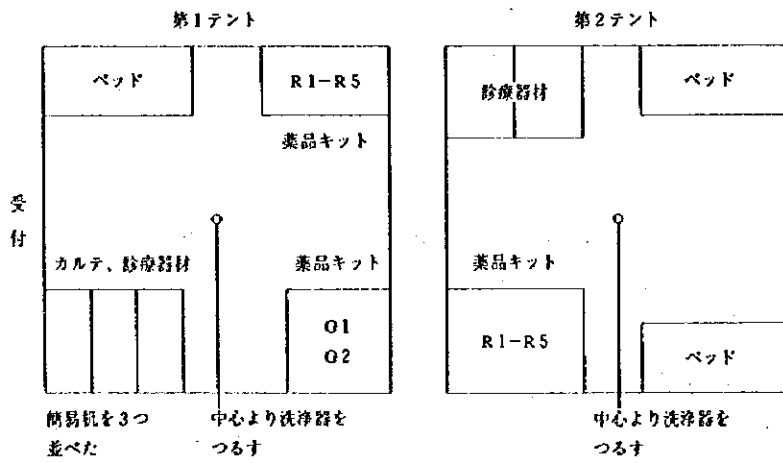 第1テント
ベッド
R1-R5
薬品キット
受付
カルテ、診療器材
薬品キット
O1
O2
簡易机を3つ
並べた
中心より洗浄器を
つるす
第2テント
診療器材
ベッド
薬品キット
R1-R5
ベッド
中心より洗浄器を
つるす